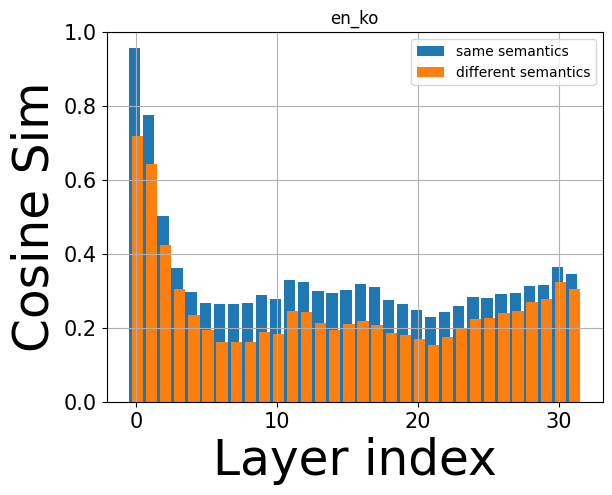 en_ko
same semantics
different semantics
Cosine Sim
1.0
0.8
0.6
0.4
0.2
0.0
0 10 20 30
Layer index